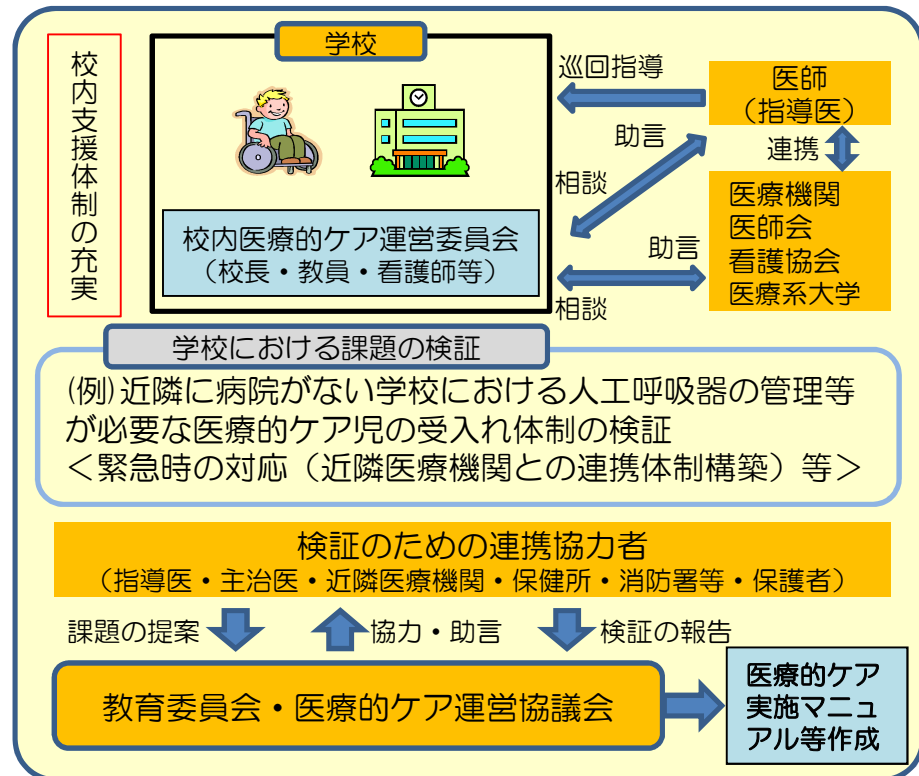 校内支援体制の充実
学校
校内医療的ケア運営委員会
（校長・教員・看護師等）
巡回指導
助言
相談
助言
相談
医師
（指導医）
連携
医療機関
医師会
看護協会
医療系大学
学校における課題の検証
(例)近隣に病院がない学校における人工呼吸器の管理等
が必要な医療的ケア児の受入れ体制の検証
＜緊急時の対応（近隣医療機関との連携体制構築）等＞
検証のための連携協力者
（指導医・主治医・近隣医療機関・保健所・消防署等・保護者）
課題の提案
協力・助言
検証の報告
教育委員会・医療的ケア運営協議会
医療的ケア
実施マニュ
アル等作成